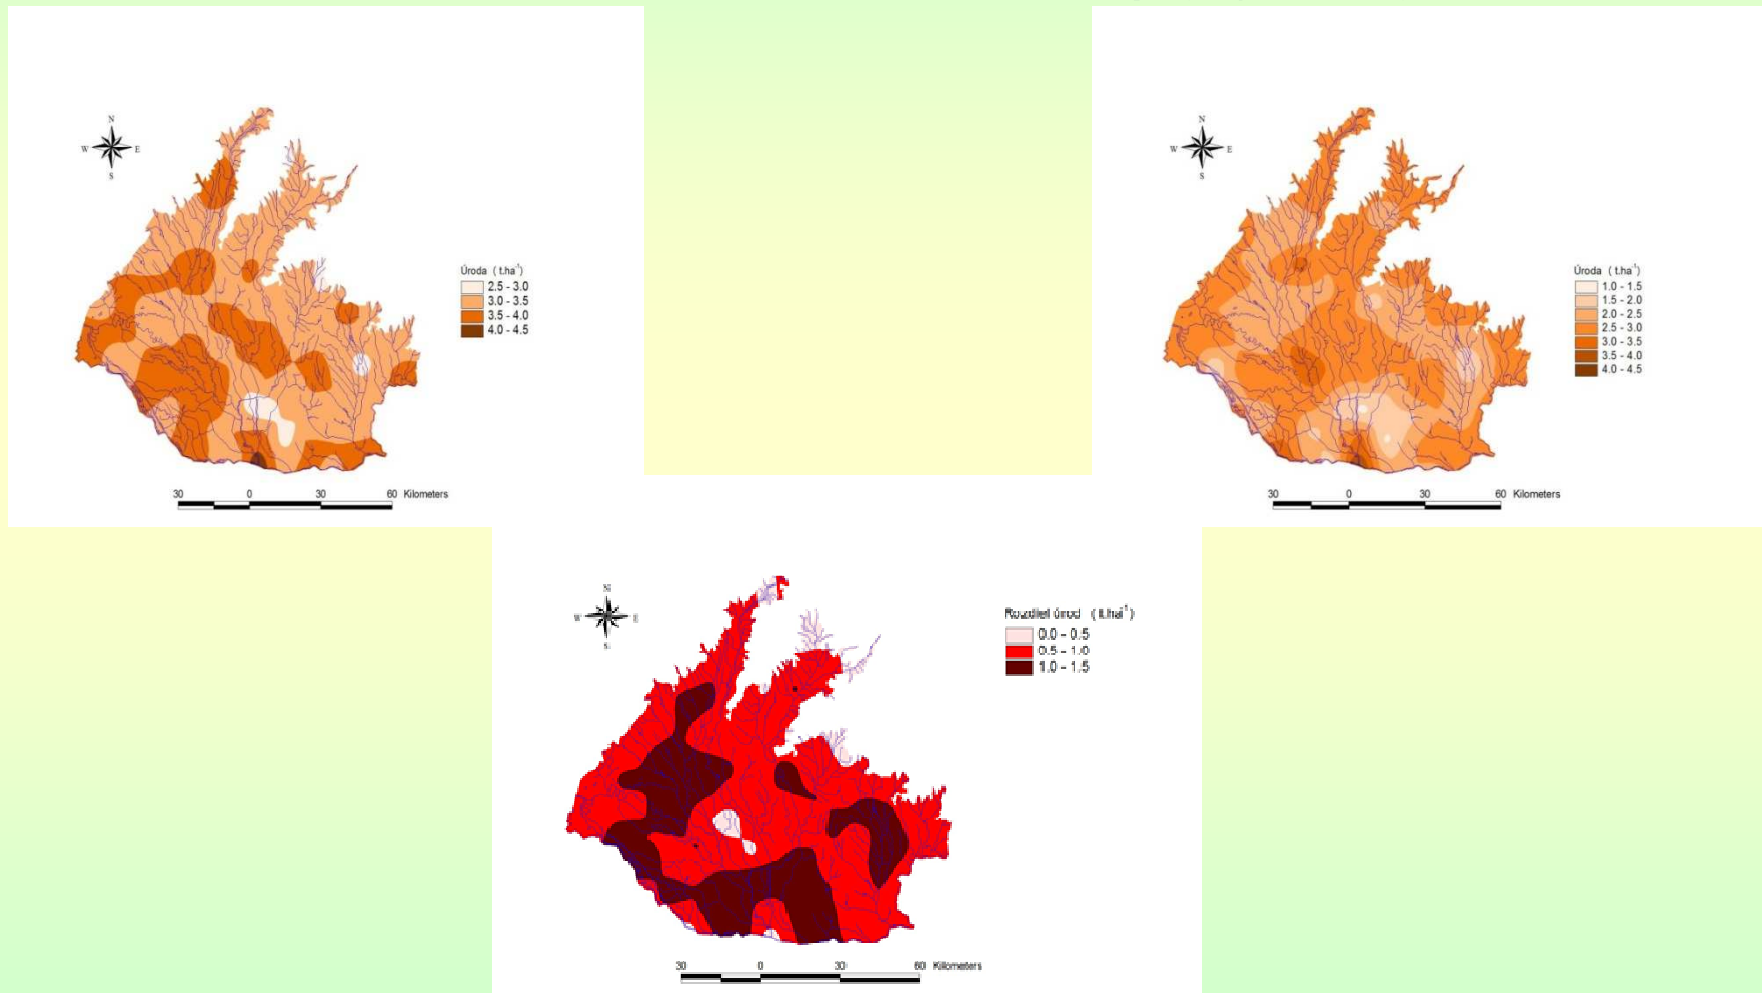 N
W E
S
Úroda ( t.ha-1)
2.5 - 3.0
3.0 - 3.5
3.5 - 4.0
4.0 - 4.5
30 0 30 60 Kilometers
N
W E
S
Úroda ( t.ha-1)
1.0 - 1.5
1.5 - 2.0
2.0 - 2.5
2.5 - 3.0
3.0 - 3.5
3.5 - 4.0
4.0 - 4.5
30 0 30 60 Kilometers
N
W E
S
Rozdiel úrod ( t.ha-1)
0.0 - 0.5
0.5 - 1.0
1.0 - 1.5
30 0 30 60 Kilometers